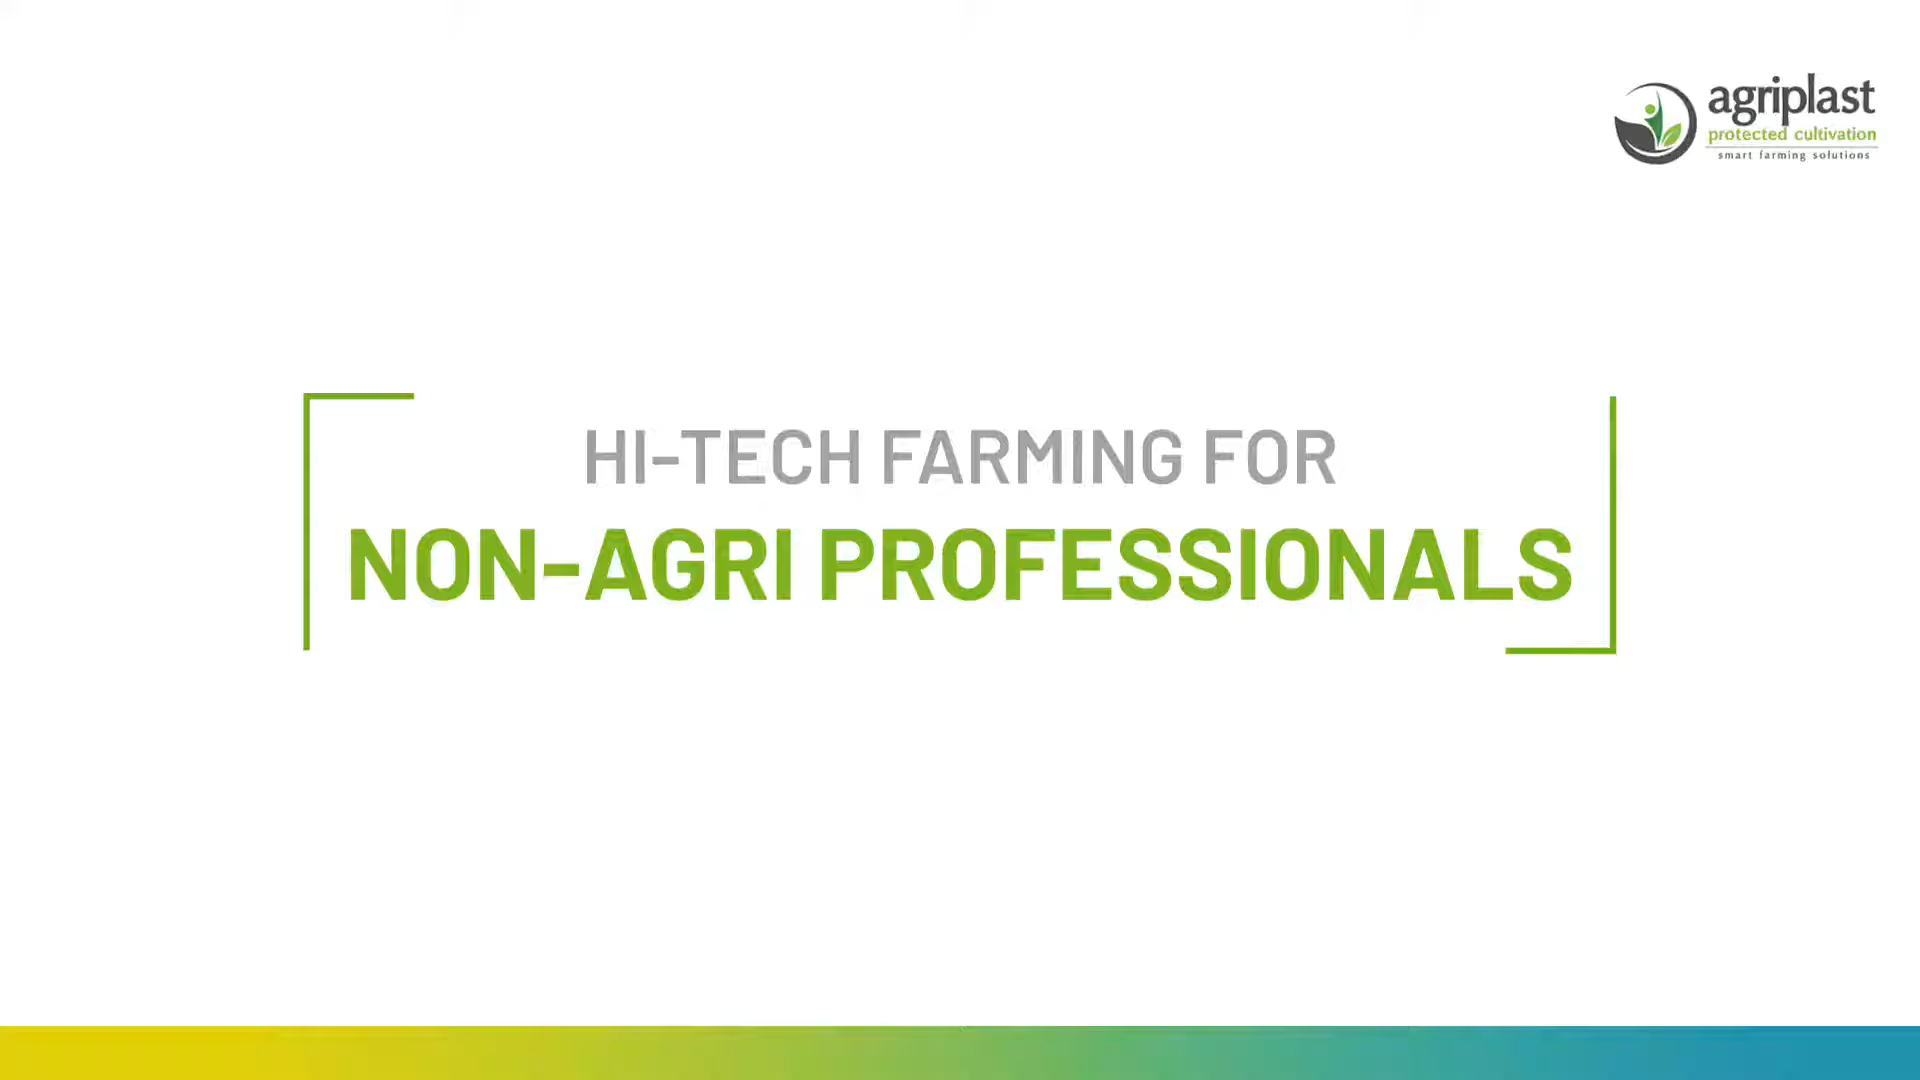 agriplast
protected cultivation
smart farming solutions
HI-TECH FARMING FOR
NON-AGRI PROFESSIONALS